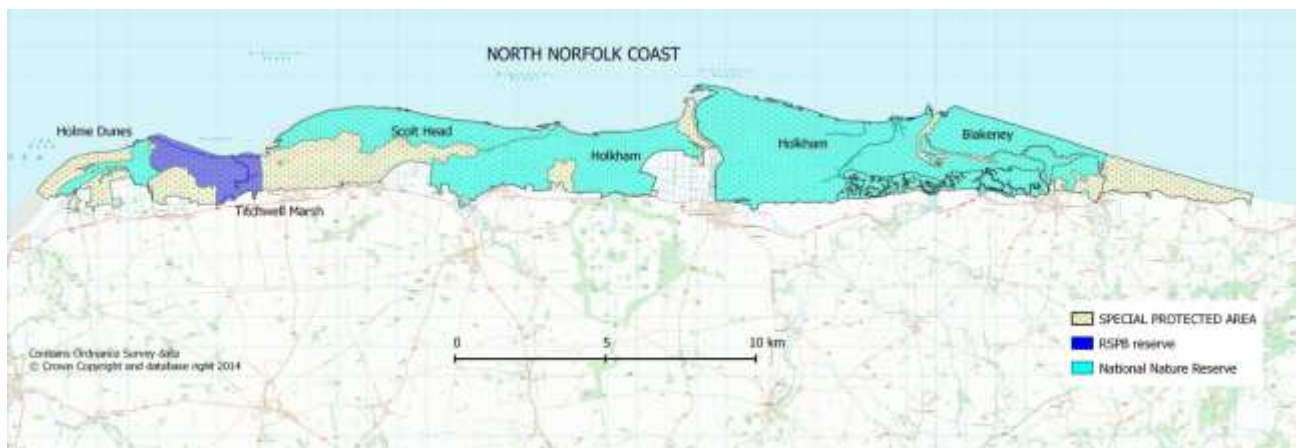 NORTH NORFOLK COAST
Holme Dunes
Scolt Head
Holkham
Holkham
Blakeney
Titchwell Marsh
0 5 10 km
SPECIAL PROTECTED AREA
RSPB reserve
National Nature Reserve
Contains Ordnance Survey data
© Crown Copyright and database right 2014